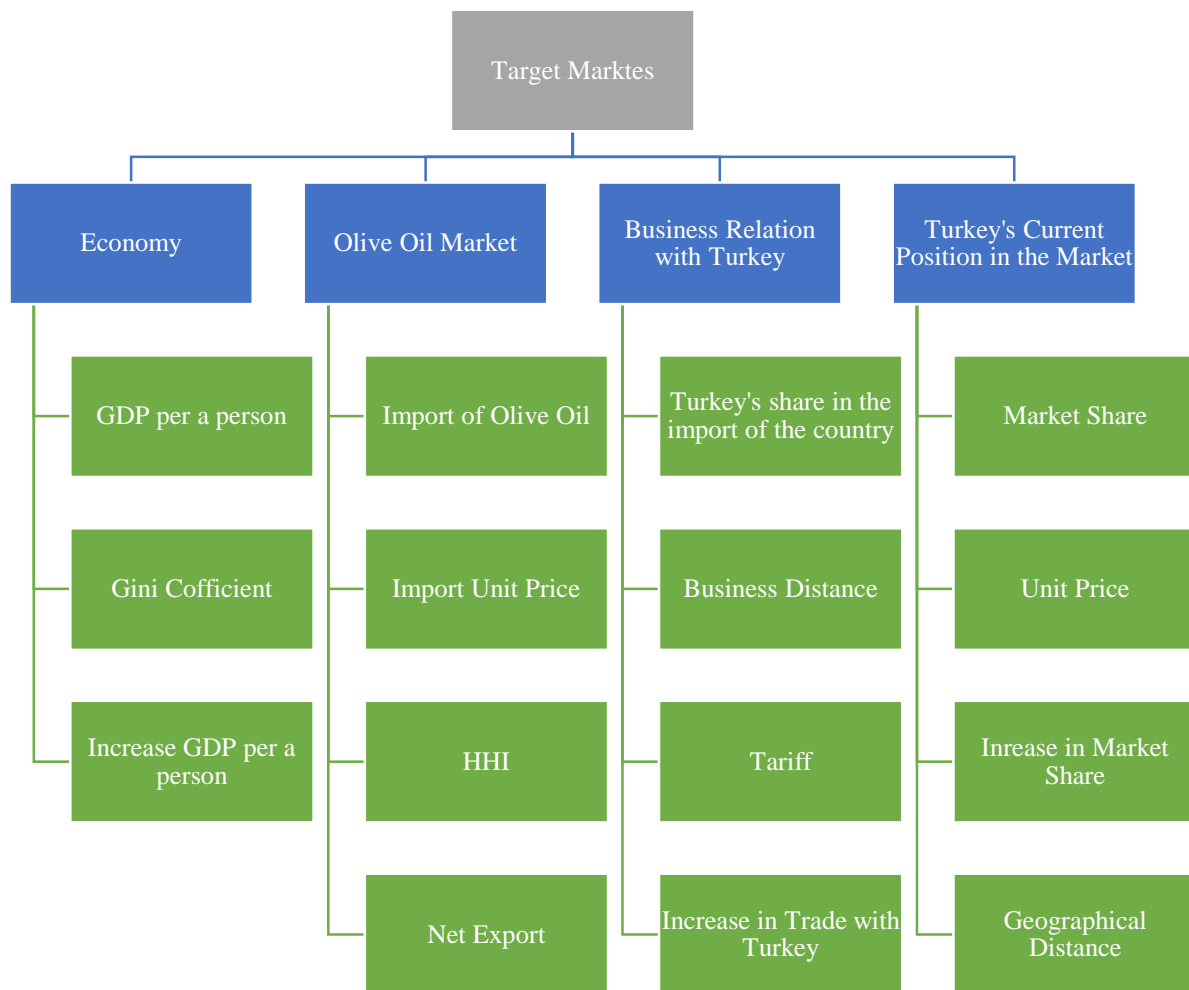 Target Marktes
Economy
GDP per a person
Gini Cofficient
Increase GDP per a
person
Olive Oil Market
Import of Olive Oil
Import Unit Price
HHI
Net Export
Business Relation
with Turkey
Turkey's share in the
import of the country
Business Distance
Tariff
Increase in Trade with
Turkey
Turkey's Current
Position in the Market
Market Share
Unit Price
Inrease in Market
Share
Geographical
Distance